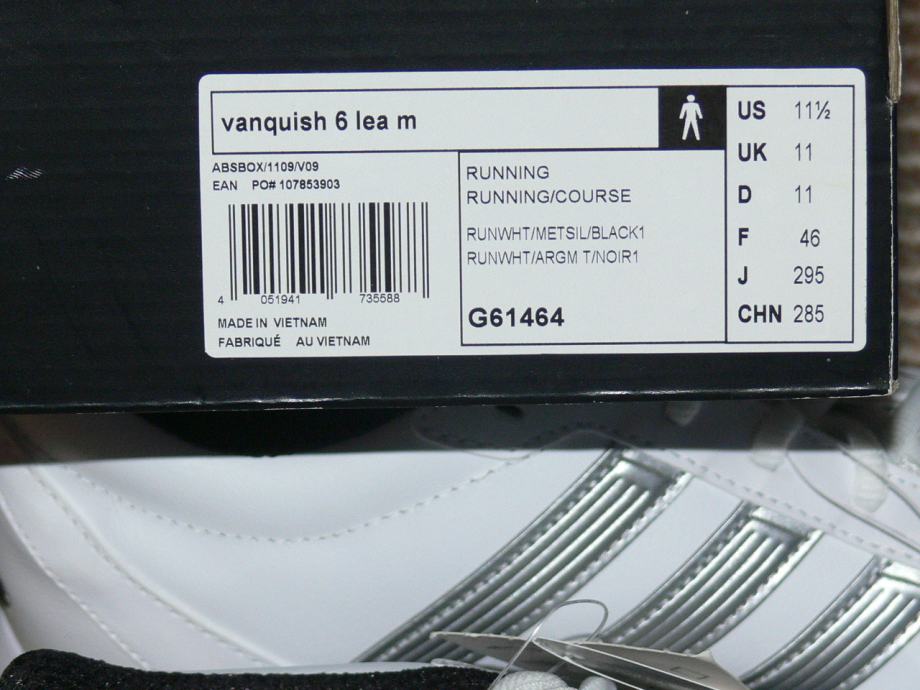 vanquish 6 lea m
ABSBOX/1109/V09
EAN PO# 107853903
4 051941 735588
MADE IN VIETNAM
FABRIQUÉ AU VIETNAM
RUNNING
RUNNING/COURSE
RUNWHT/METSIL/BLACK1
RUNWHT/ARGM T/NOIR1
G61464
US 11½
UK 11
D 11
F 46
J 295
CHN 285